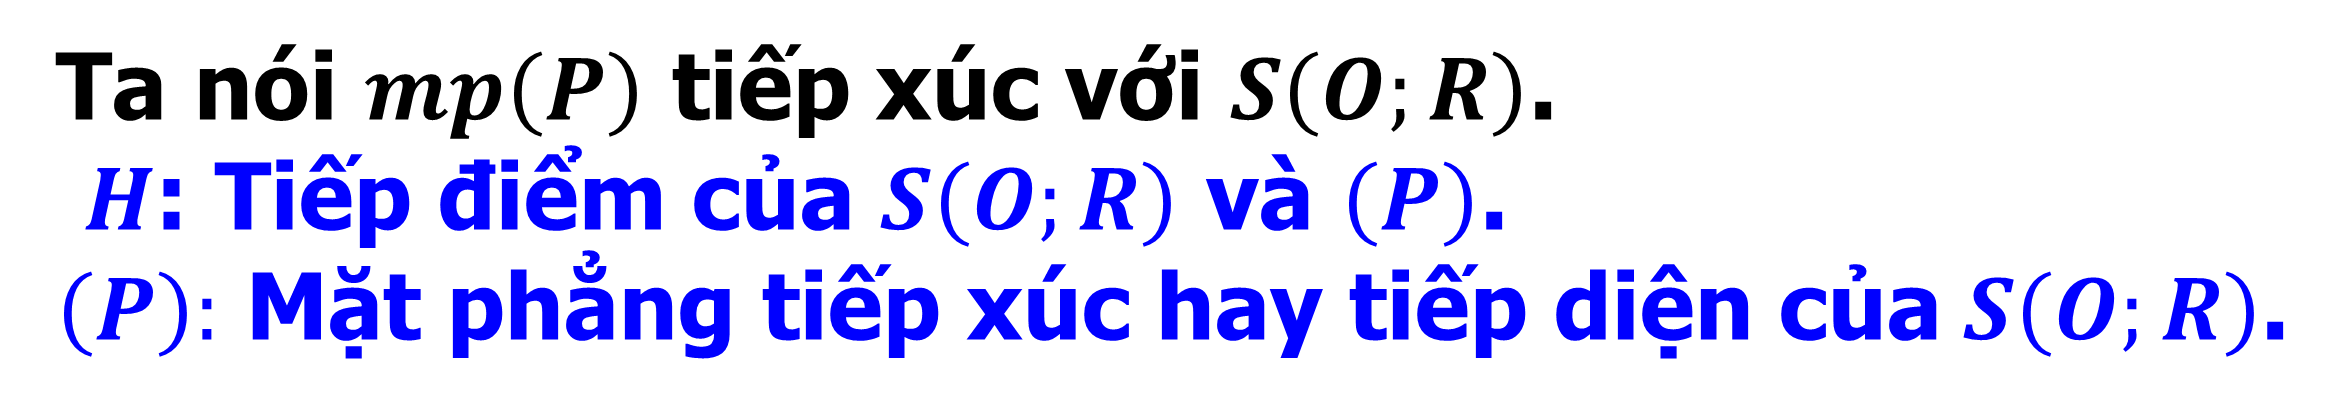 Ta nói mp(P) tiếp xúc với S(O; R).
H: Tiếp điểm của S(O; R) và (P).
(P): Mặt phẳng tiếp xúc hay tiếp diện của S(O; R).